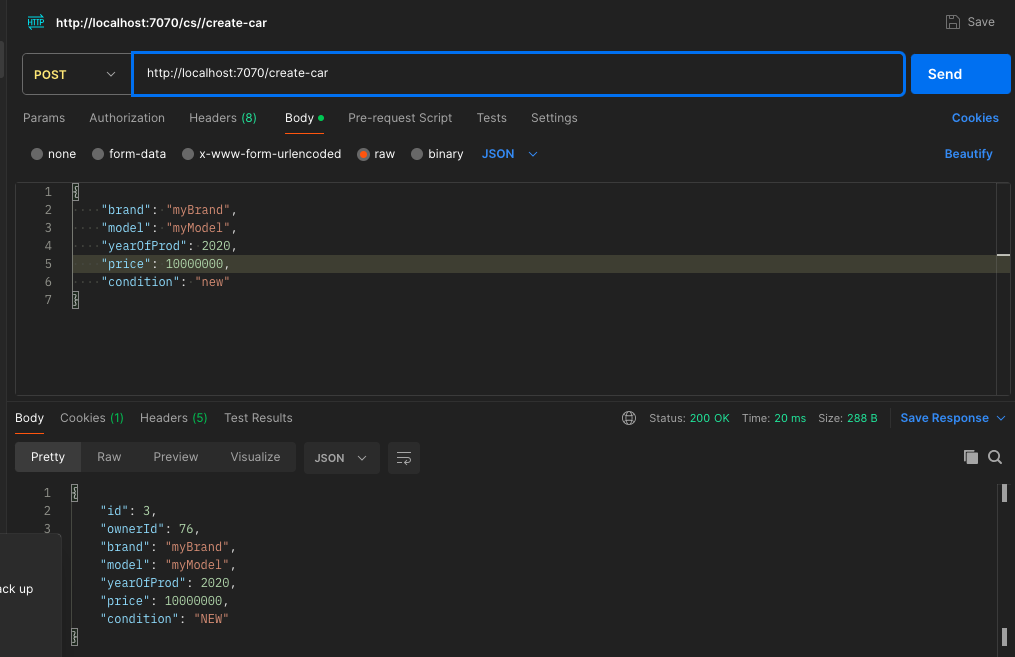 HTTP http://localhost:7070/cs//create-car Save
POST http://localhost:7070/create-car Send
Params Authorization Headers (8) Body Pre-request Script Tests Settings Cookies
none form-data x-www-form-urlencoded raw binary JSON Beautify
1 {
2 "brand": "myBrand",
3 "model": "myModel",
4 "yearOfProd": 2020,
5 "price": 10000000,
6 "condition": "new"
7 }
Body Cookies (1) Headers (5) Test Results Status: 200 OK Time: 20 ms Size: 288 B Save Response
Pretty Raw Preview Visualize JSON
1 {
2 "id": 3,
3 "ownerId": 76,
"brand": "myBrand",
"model": "myModel",
"yearOfProd": 2020,
ack up
"price": 10000000,
"condition": "NEW"
}